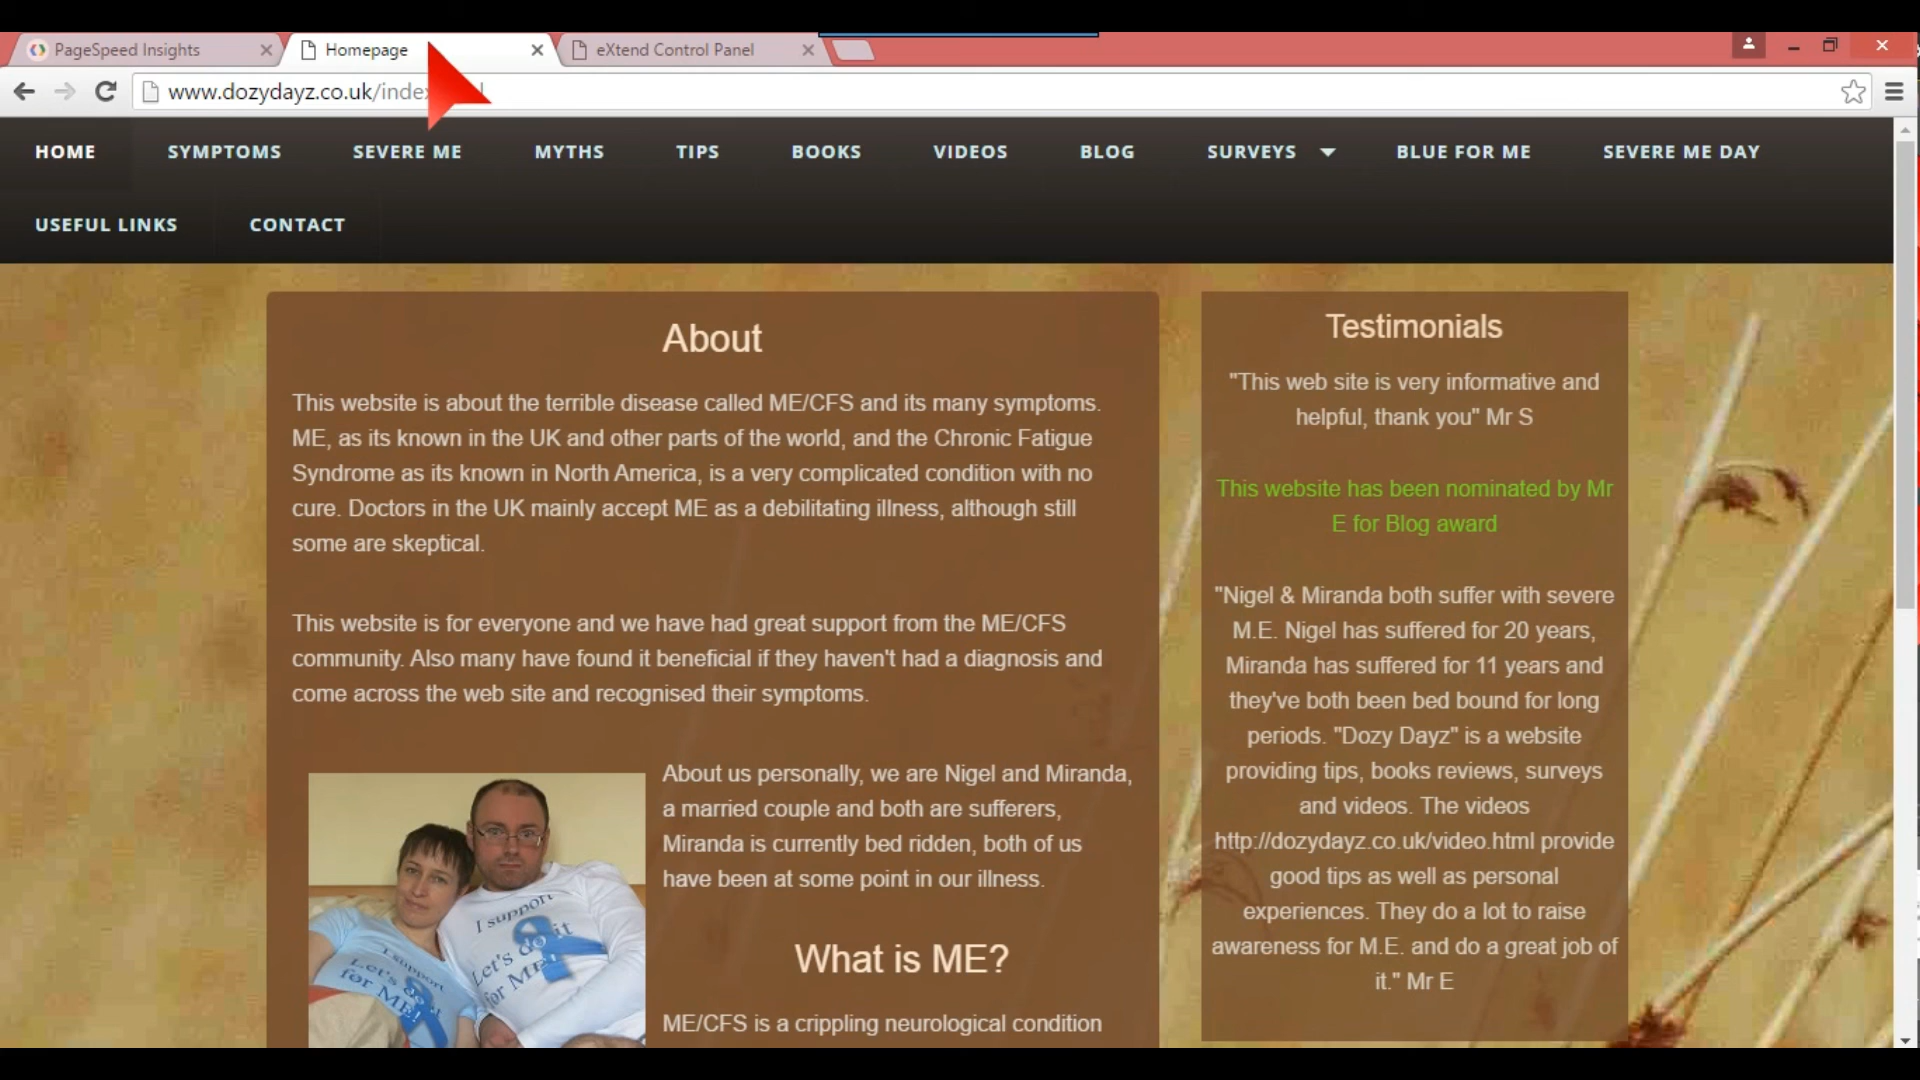 PageSpeed Insights
Homepage
eXtend Control Panel
www.dozydayz.co.uk/inde
HOME SYMPTOMS SEVERE ME MYTHS TIPS BOOKS VIDEOS BLOG SURVEYS BLUE FOR ME SEVERE ME DAY
USEFUL LINKS CONTACT
About
This website is about the terrible disease called ME/CFS and its many symptoms.
ME, as its known in the UK and other parts of the world, and the Chronic Fatigue
Syndrome as its known in North America, is a very complicated condition with no
cure. Doctors in the UK mainly accept ME as a debilitating illness, although still
some are skeptical.
This website is for everyone and we have had great support from the ME/CFS
community. Also many have found it beneficial if they haven't had a diagnosis and
come across the web site and recognised their symptoms.
About us personally, we are Nigel and Miranda,
a married couple and both are sufferers,
Miranda is currently bed ridden, both of us
have been at some point in our illness.
I support
Let's do it
for ME!
I support
Let's do it
for ME!
What is ME?
ME/CFS is a crippling neurological condition
Testimonials
"This web site is very informative and
helpful, thank you" Mr S
This website has been nominated by Mr
E for Blog award
"Nigel & Miranda both suffer with severe
M.E. Nigel has suffered for 20 years,
Miranda has suffered for 11 years and
they've both been bed bound for long
periods. "Dozy Dayz" is a website
providing tips, books reviews, surveys
and videos. The videos
http://dozydayz.co.uk/video.html provide
good tips as well as personal
experiences. They do a lot to raise
awareness for M.E. and do a great job of
it." Mr E